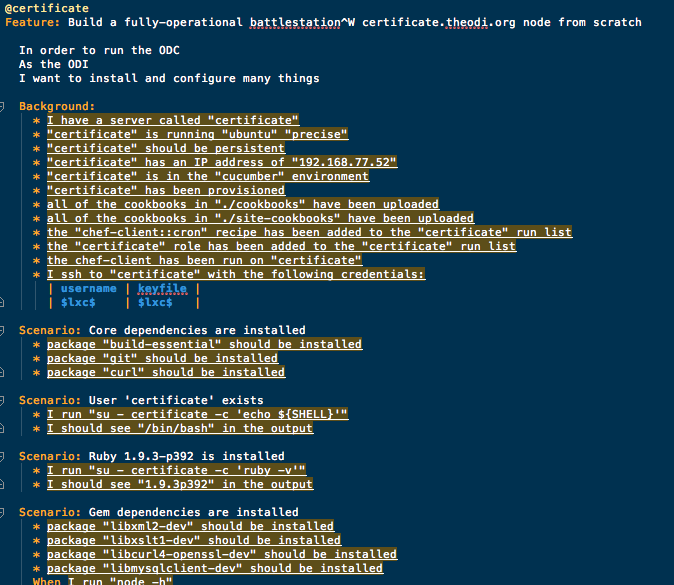 @certificate
Feature: Build a fully-operational battlestation^W certificate.theodi.org node from scratch
In order to run the ODC
As the ODI
I want to install and configure many things
Background:
* I have a server called "certificate"
* "certificate" is running "ubuntu" "precise"
* "certificate" should be persistent
* "certificate" has an IP address of "192.168.77.52"
* "certificate" is in the "cucumber" environment
* "certificate" has been provisioned
* all of the cookbooks in "./cookbooks" have been uploaded
* all of the cookbooks in "./site-cookbooks" have been uploaded
* the "chef-client::cron" recipe has been added to the "certificate" run list
* the "certificate" role has been added to the "certificate" run list
* the chef-client has been run on "certificate"
* I ssh to "certificate" with the following credentials:
| username | keyfile |
| $lxc$ | $lxc$ |
Scenario: Core dependencies are installed
* package "build-essential" should be installed
* package "git" should be installed
* package "curl" should be installed
Scenario: User 'certificate' exists
* I run "su - certificate -c 'echo ${SHELL}'"
* I should see "/bin/bash" in the output
Scenario: Ruby 1.9.3-p392 is installed
* I run "su - certificate -c 'ruby -v'"
* I should see "1.9.3p392" in the output
Scenario: Gem dependencies are installed
* package "libxml2-dev" should be installed
* package "libxslt1-dev" should be installed
* package "libcurl4-openssl-dev" should be installed
* package "libmysqlclient-dev" should be installed
When I run "node -h"